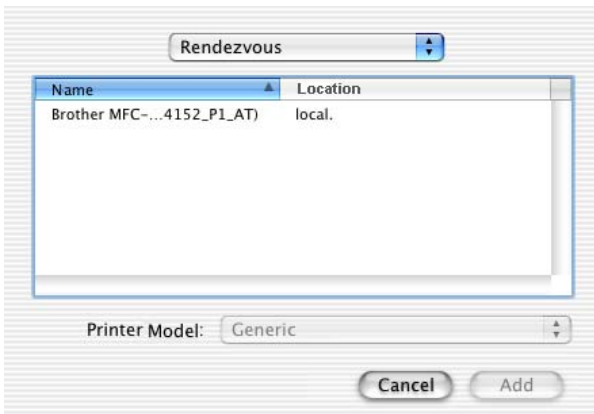 Rendezvous
Name Location
Brother MFC-...4152_P1_AT) local.
Printer Model: Generic
Cancel Add